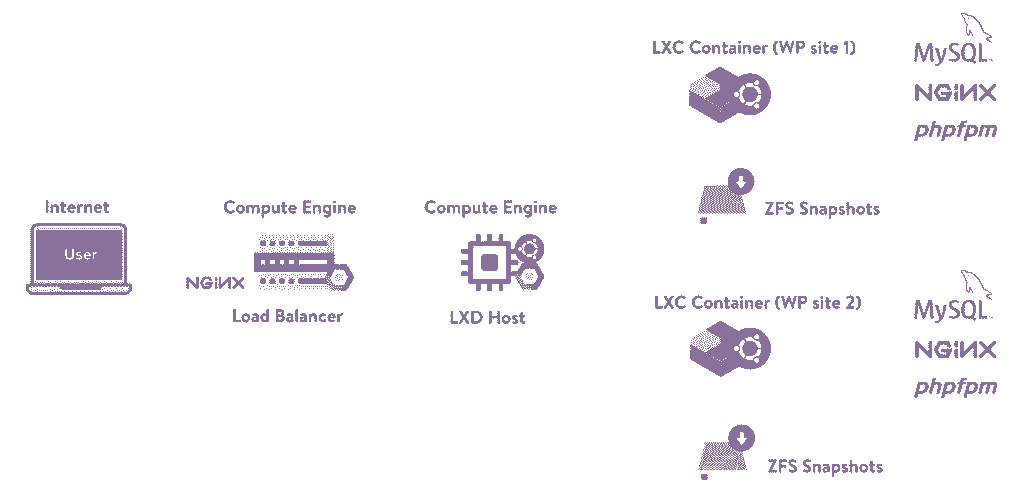 Internet
User
Compute Engine
NGINX
Load Balancer
Compute Engine
LXD Host
LXC Container (WP site 1)
MySQL
NGINX
phpfpm
ZFS Snapshots
LXC Container (WP site 2)
MySQL
NGINX
phpfpm
ZFS Snapshots